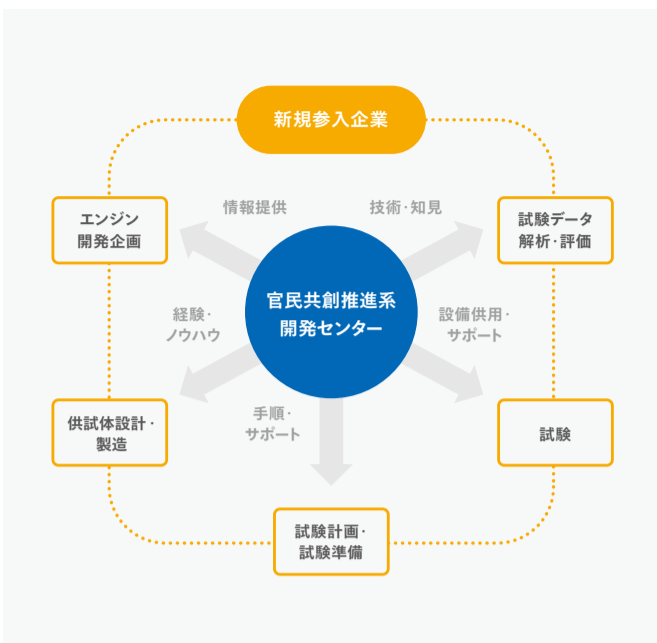 新規参入企業
情報提供
技術・知見
エンジン
開発企画
試験データ
解析・評価
官民共創推進系
開発センター
経験・
ノウハウ
設備供用・
サポート
手順・
サポート
供試体設計・
製造
試験
試験計画・
試験準備